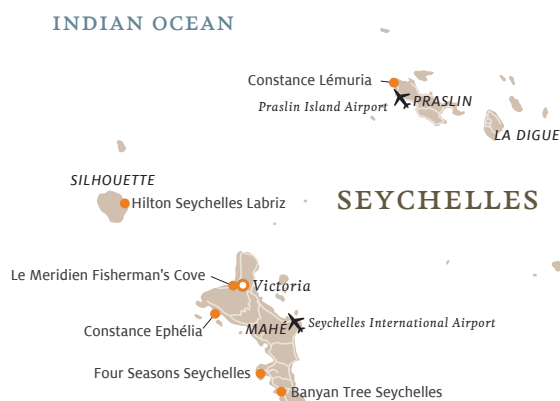 INDIAN OCEAN
Constance Lémuria
Praslin Island Airport
PRASLIN
LA DIGUE
SILHOUETTE
Hilton Seychelles Labriz
SEYCHELLES
Le Meridien Fisherman's Cove
Victoria
Constance Ephélia
MAHÉ
Seychelles International Airport
Four Seasons Seychelles
Banyan Tree Seychelles